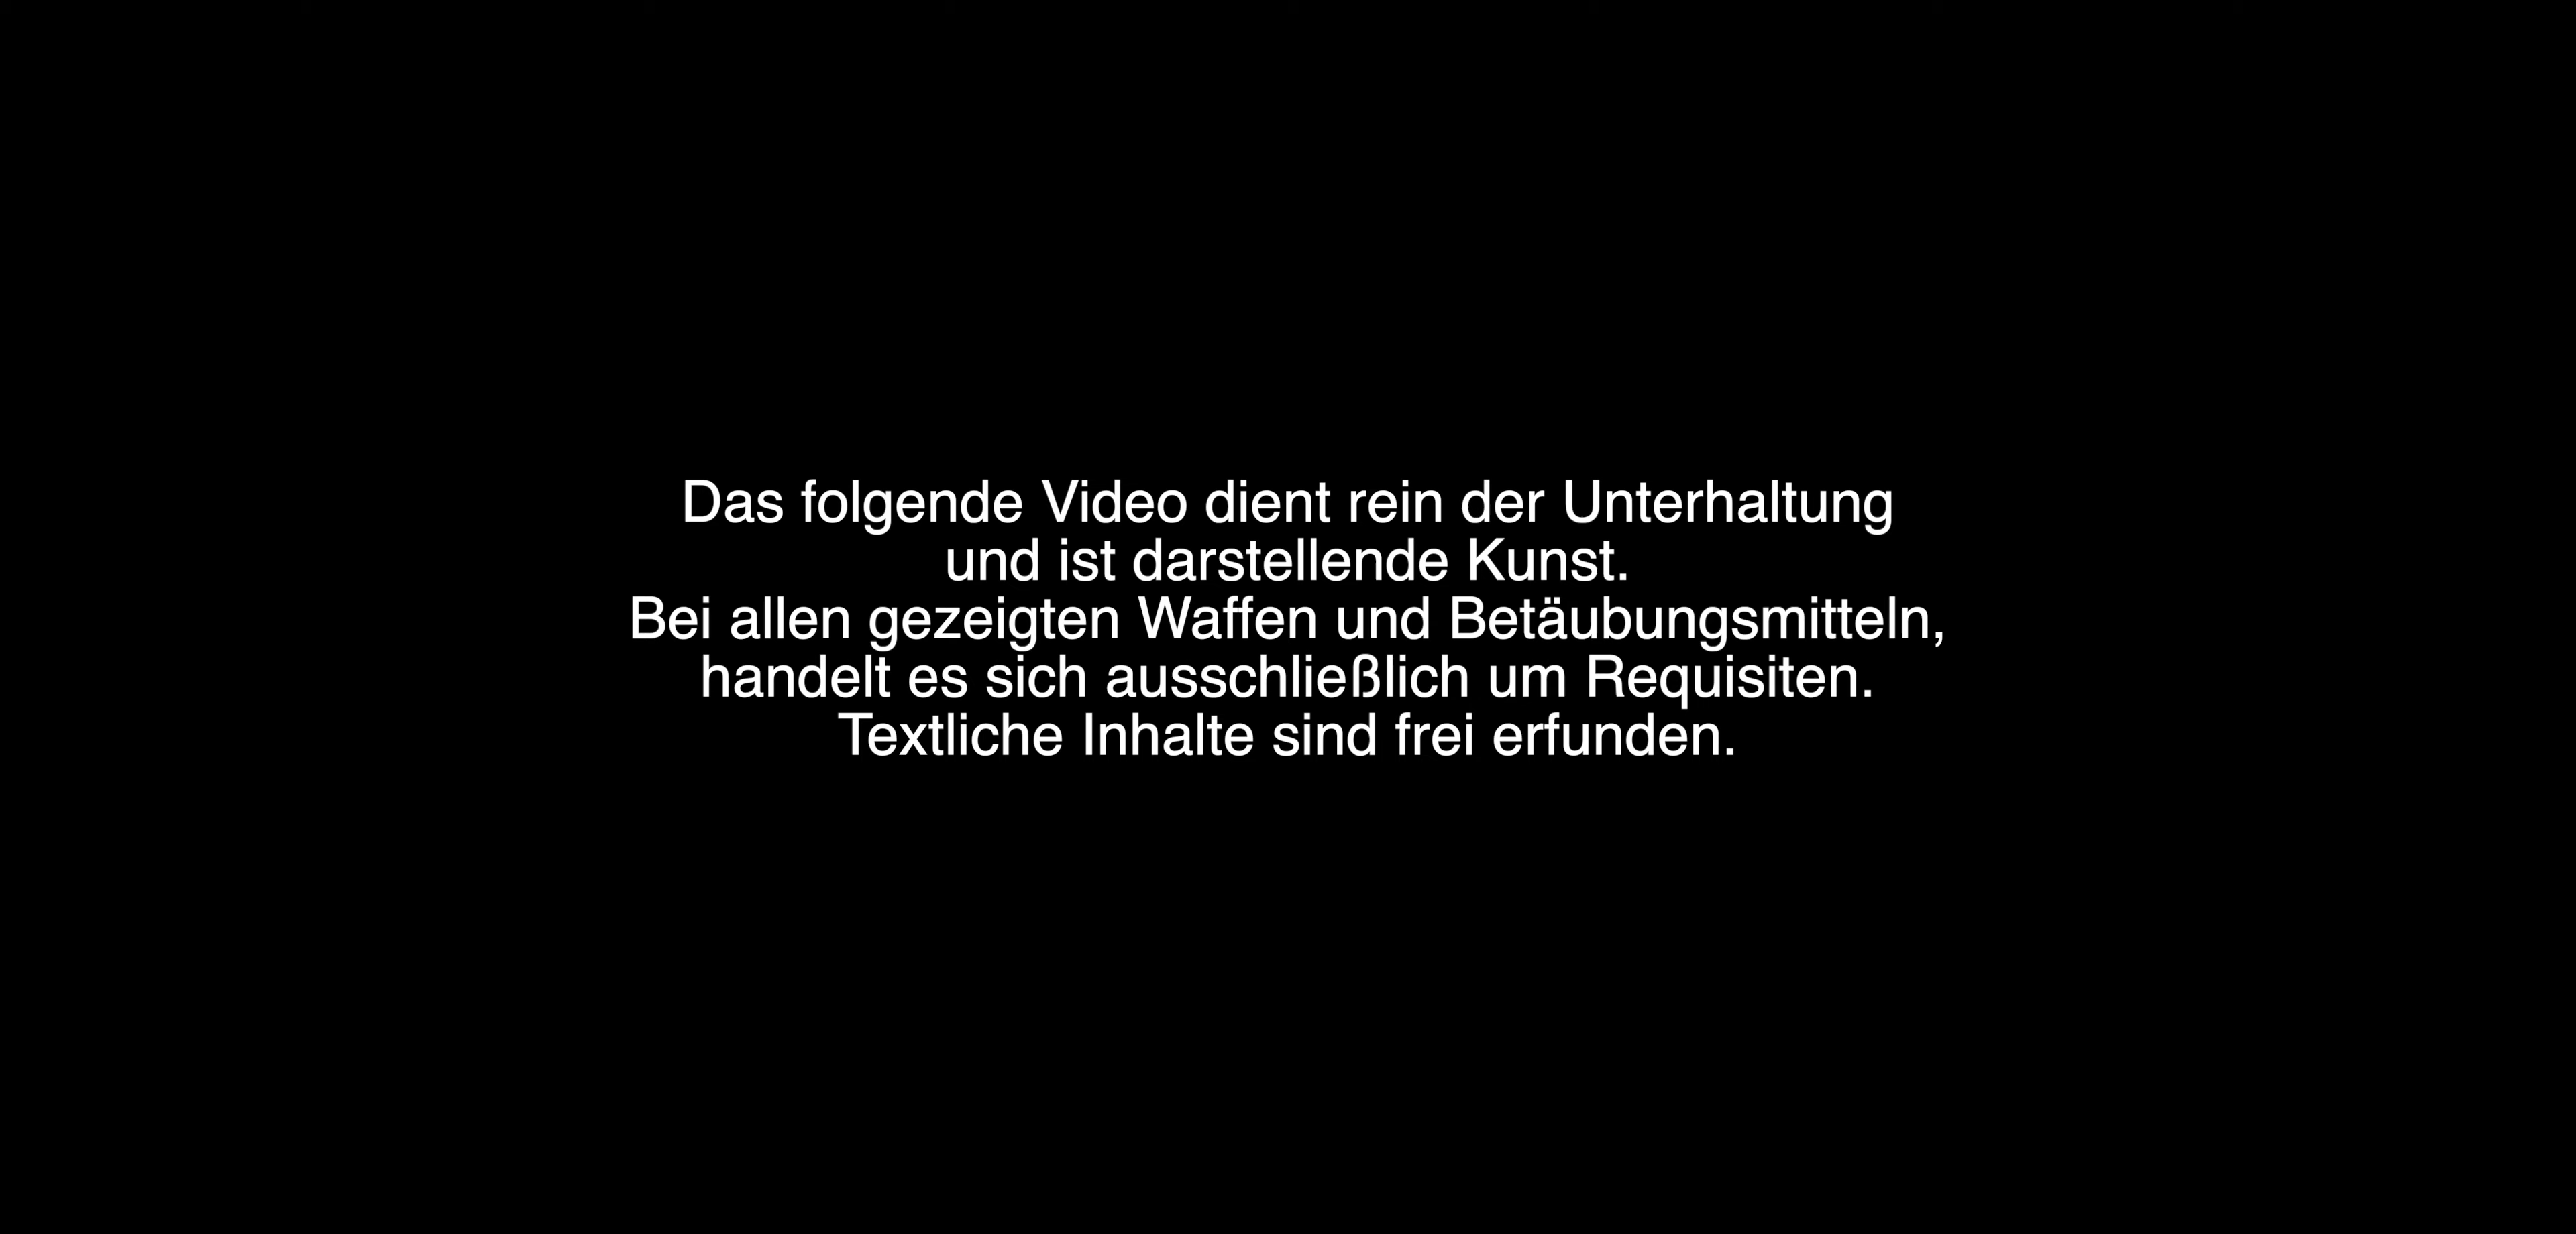 Das folgende Video dient rein der Unterhaltung
und ist darstellende Kunst.
Bei allen gezeigten Waffen und Betäubungsmitteln,
handelt es sich ausschließlich um Requisiten.
Textliche Inhalte sind frei erfunden.